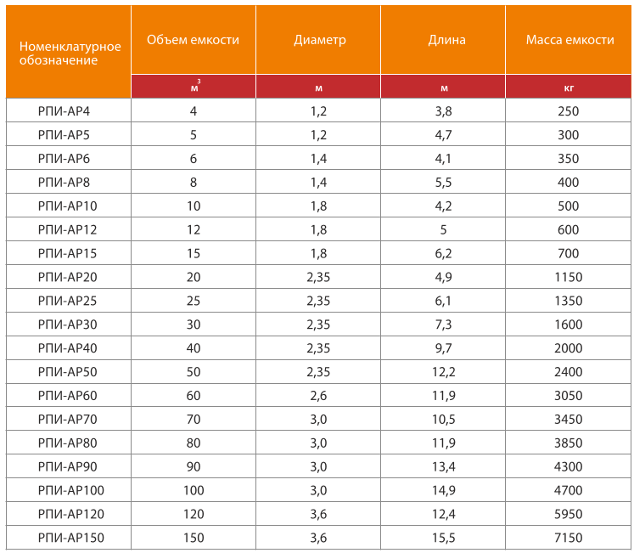 Номенклатурное обозначение Объем емкости Диаметр Длина Масса емкости
м³ м м кг
РПИ-АР4 4 1,2 3,8 250
РПИ-АР5 5 1,2 4,7 300
РПИ-АР6 6 1,4 4,1 350
РПИ-АР8 8 1,4 5,5 400
РПИ-АР10 10 1,8 4,2 500
РПИ-АР12 12 1,8 5 600
РПИ-АР15 15 1,8 6,2 700
РПИ-АР20 20 2,35 4,9 1150
РПИ-АР25 25 2,35 6,1 1350
РПИ-АР30 30 2,35 7,3 1600
РПИ-АР40 40 2,35 9,7 2000
РПИ-АР50 50 2,35 12,2 2400
РПИ-АР60 60 2,6 11,9 3050
РПИ-АР70 70 3,0 10,5 3450
РПИ-АР80 80 3,0 11,9 3850
РПИ-АР90 90 3,0 13,4 4300
РПИ-АР100 100 3,0 14,9 4700
РПИ-АР120 120 3,6 12,4 5950
РПИ-АР150 150 3,6 15,5 7150